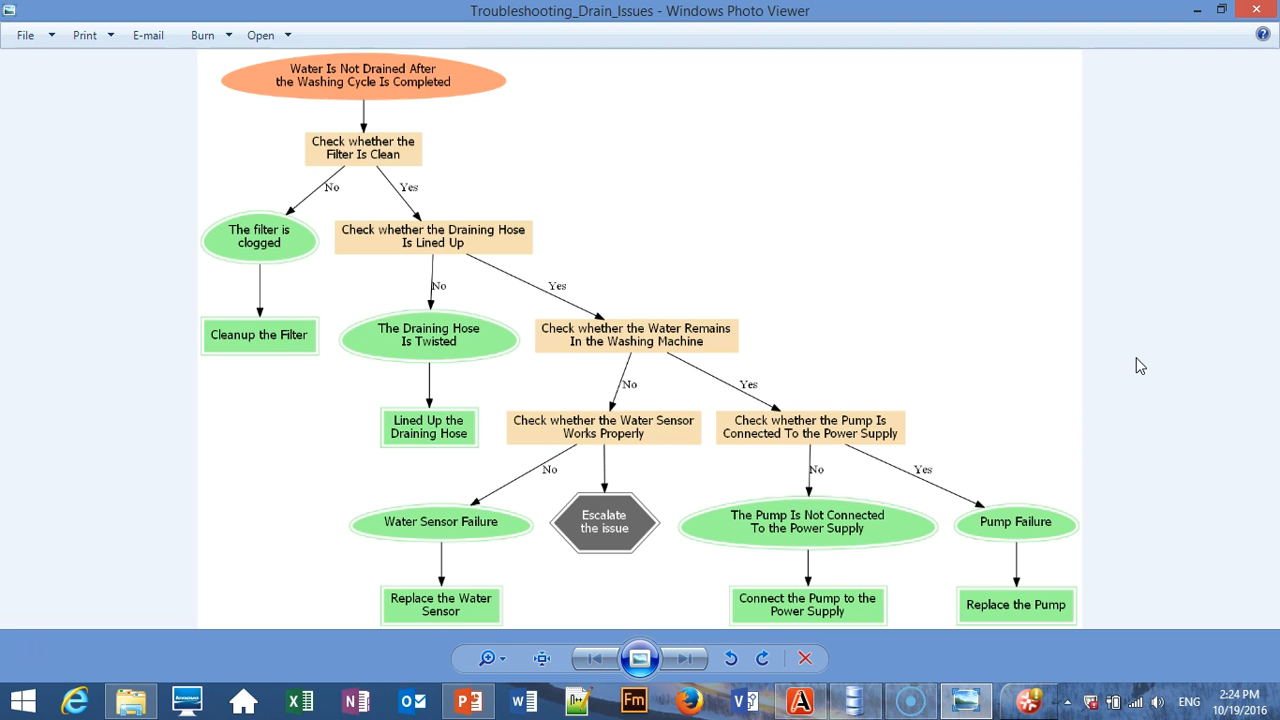 Troubleshooting_Drain_Issues - Windows Photo Viewer
File Print E-mail Burn Open
Water Is Not Drained After
the Washing Cycle Is Completed
Check whether the
Filter Is Clean
No
Yes
The filter is
clogged
Check whether the Draining Hose
Is Lined Up
No
Yes
Cleanup the Filter
The Draining Hose
Is Twisted
Check whether the Water Remains
In the Washing Machine
No
Yes
Lined Up the
Draining Hose
Check whether the Water Sensor
Works Properly
Check whether the Pump Is
Connected To the Power Supply
No
No
Yes
Water Sensor Failure
Escalate
the issue
The Pump Is Not Connected
To the Power Supply
Pump Failure
Replace the Water
Sensor
Connect the Pump to the
Power Supply
Replace the Pump
lenovo
Fm
ENG
2:24 PM
10/19/2016